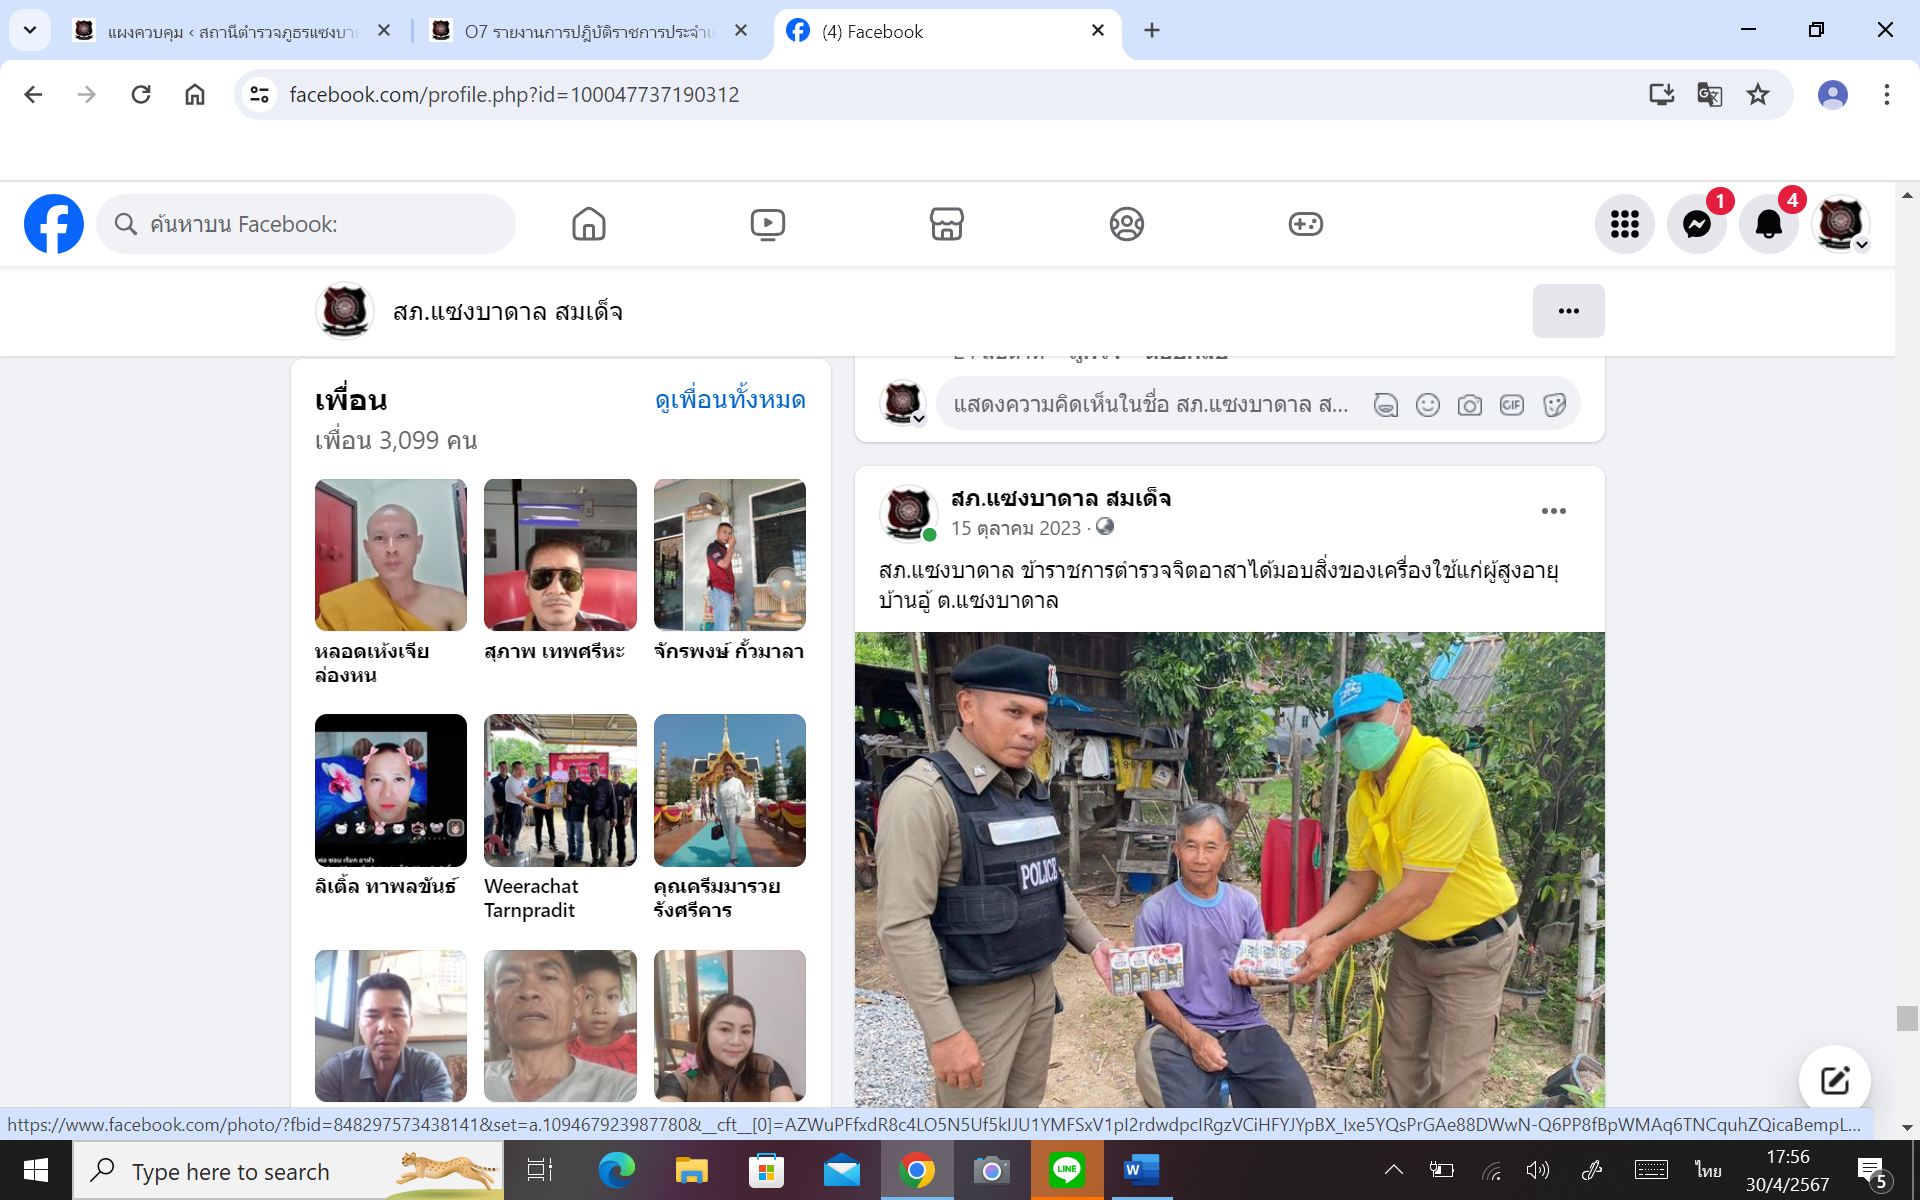 แผงควบคุม ‹ สถานีตำรวจภูธรแซงบาด
O7 รายงานการปฏิบัติราชการประจำเ
(4) Facebook
facebook.com/profile.php?id=100047737190312
ค้นหาบน Facebook:
1
4
สภ.แซงบาดาล สมเด็จ
เพื่อน
ดูเพื่อนทั้งหมด
เพื่อน 3,099 คน
หลอดเห้งเจีย
ล่องหน
สุภาพ เทพศรีหะ
จักรพงษ์ กั้วมาลา
ลิเติ้ล ทาพลขันธ์
Weerachat
Tarnpradit
คุณครีมมารวย
รังศรีคาร
แสดงความคิดเห็นในชื่อ สภ.แซงบาดาล ส...
GIF
สภ.แซงบาดาล สมเด็จ
15 ตุลาคม 2023 ·
สภ.แซงบาดาล ข้าราชการตำรวจจิตอาสาได้มอบสิ่งของเครื่องใช้แก่ผู้สูงอายุ
บ้านอู้ ต.แซงบาดาล
POLICE
https://www.facebook.com/photo/?fbid=848297573438141&set=a.109467923987780&__cft__[0]=AZWuPFfxdR8c4LO5N5Uf5kIJU1YMFSxV1pI2rdwdpcIRgzVCiHFYJYpBX_Ixe5YQsPrGAe88DWwN-Q6PP8fBpWMAq6TNCquhZQicaBempL...
Type here to search
LINE
W
ไทย
17:56
30/4/2567
5